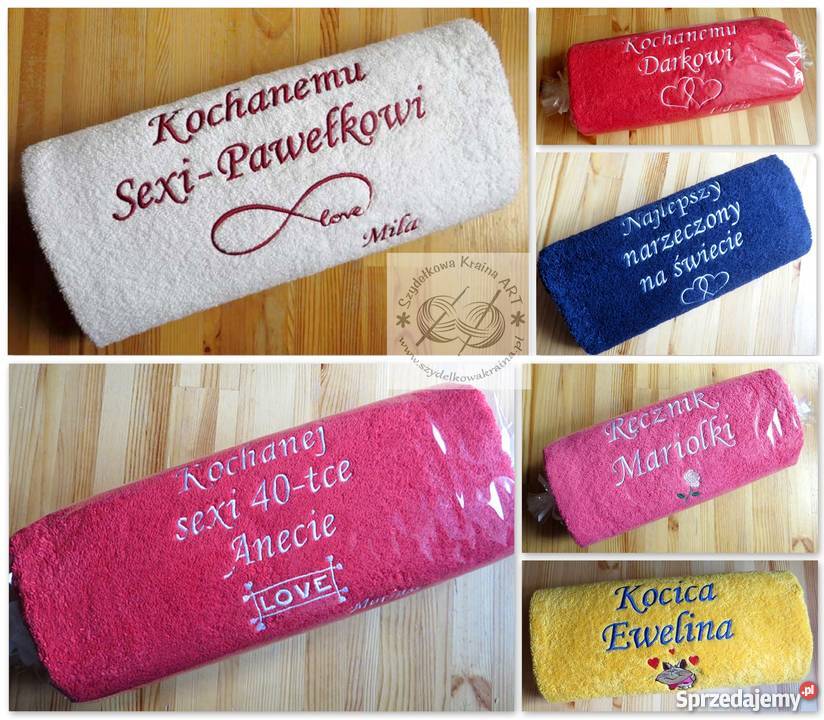 Kochanemu
Sexi-Pawełkowi
love
Mila
Kochanemu
Darkowi
Najlepszy
narzeczony
na świecie
Szydełkowa Kraina ART
www.szydelkowakraina.pl
Kochanej
sexi 40-tce
Anecie
LOVE
Ręcznik
Mariolki
Kocica
Ewelina
Sprzedajemy.pl